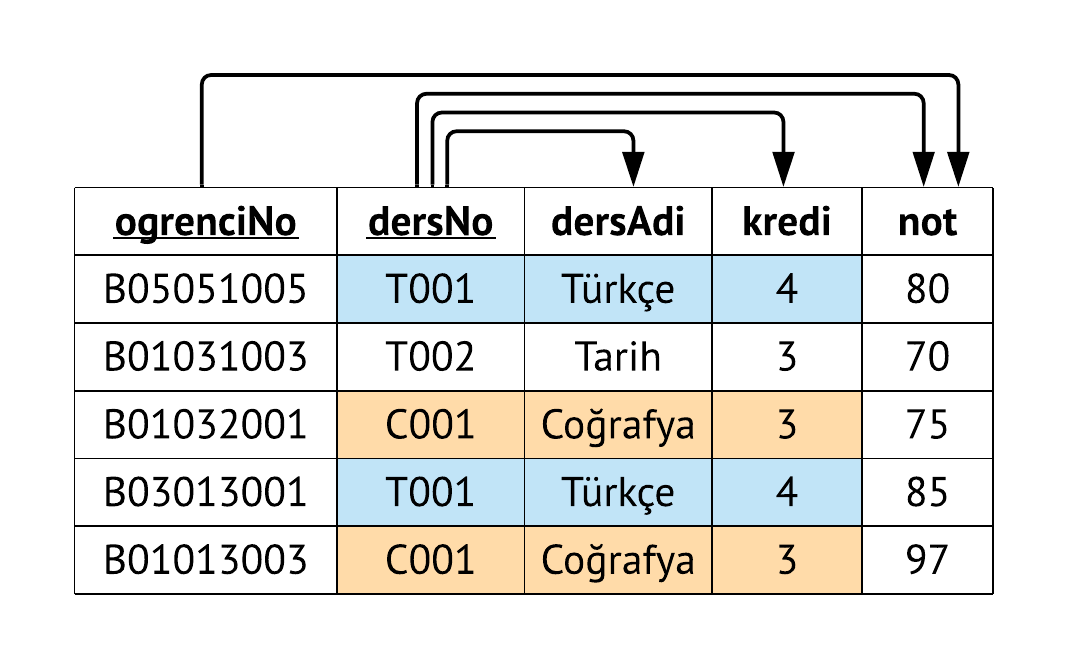 ogrenciNo dersNo dersAdi kredi not
B05051005 T001 Türkçe 4 80
B01031003 T002 Tarih 3 70
B01032001 C001 Coğrafya 3 75
B03013001 T001 Türkçe 4 85
B01013003 C001 Coğrafya 3 97